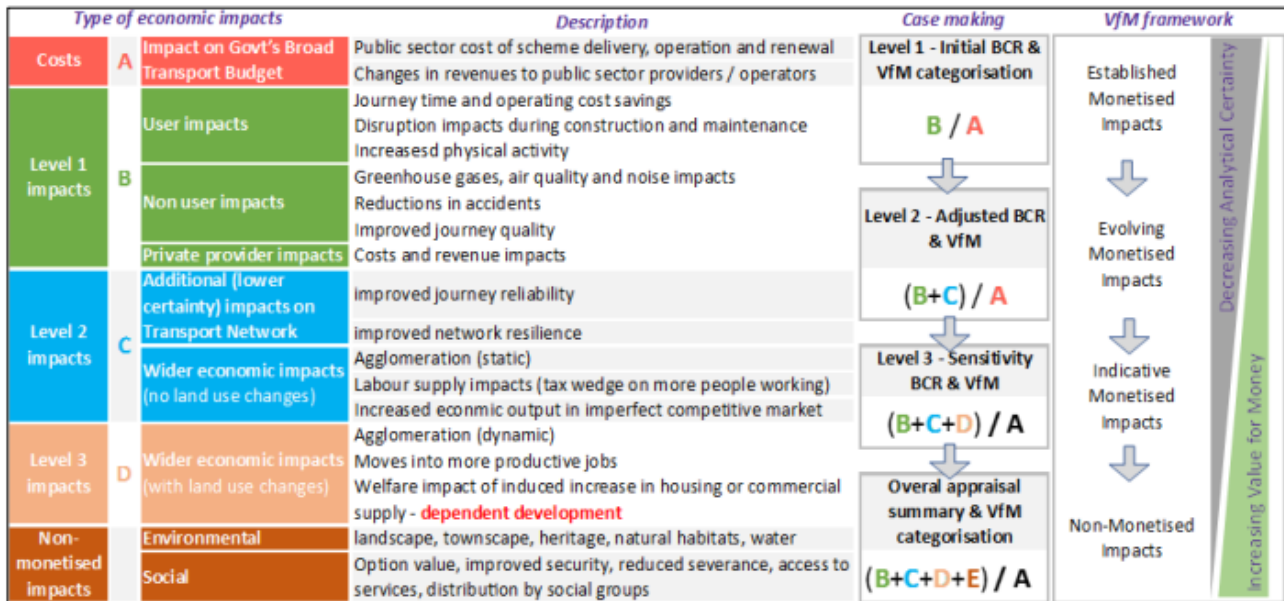 Type of economic impacts
Description
Case making
VfM framework
Costs
A
Impact on Govt's Broad
Transport Budget
Public sector cost of scheme delivery, operation and renewal
Changes in revenues to public sector providers / operators
Level 1
impacts
B
User impacts
Journey time and operating cost savings
Disruption impacts during construction and maintenance
Increasesd physical activity
Non user impacts
Greenhouse gases, air quality and noise impacts
Reductions in accidents
Improved journey quality
Private provider impacts
Costs and revenue impacts
Level 2
impacts
C
Additional (lower
certainty) impacts on
Transport Network
improved journey reliability
improved network resilience
Wider economic impacts
(no land use changes)
Agglomeration (static)
Labour supply impacts (tax wedge on more people working)
Increased econmic output in imperfect competitive market
Level 3
impacts
D
Wider economic impacts
(with land use changes)
Agglomeration (dynamic)
Moves into more productive jobs
Welfare impact of induced increase in housing or commercial
supply - dependent development
Non-
monetised
impacts
Environmental
landscape, townscape, heritage, natural habitats, water
Social
Option value, improved security, reduced severance, access to
services, distribution by social groups
Level 1 - Initial BCR &
VfM categorisation
B / A
Level 2 - Adjusted BCR
& VfM
(B+C) / A
Level 3 - Sensitivity
BCR & VfM
(B+C+D) / A
Overal appraisal
summary & VfM
categorisation
(B+C+D+E) / A
Established
Monetised
Impacts
Evolving
Monetised
Impacts
Indicative
Monetised
Impacts
Non-Monetised
Impacts
Decreasing Analytical Certainty
Increasing Value for Money